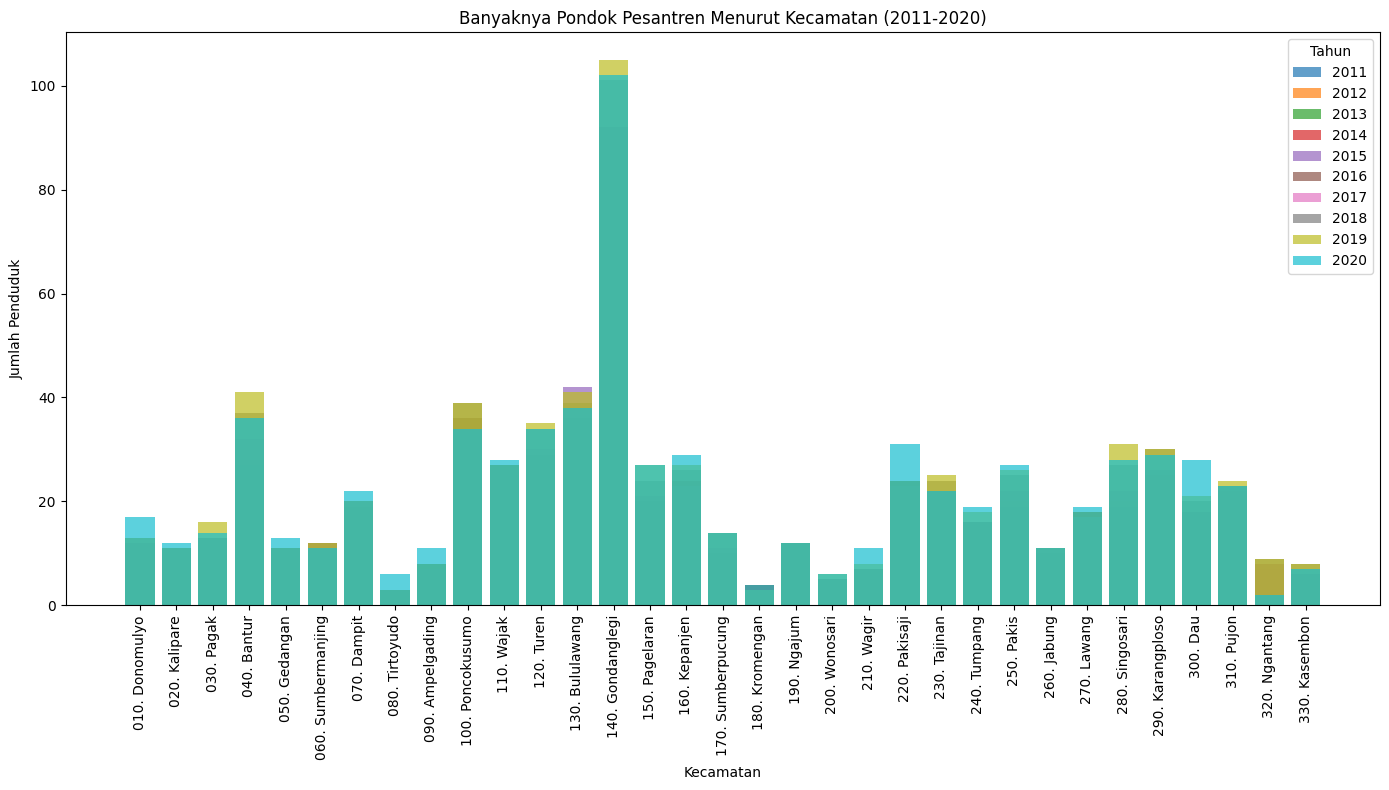 Banyaknya Pondok Pesantren Menurut Kecamatan (2011-2020)
Tahun
2011
2012
2013
2014
2015
2016
2017
2018
2019
2020
Jumlah Penduduk
100
80
60
40
20
0
010. Donomulyo
020. Kalipare
030. Pagak
040. Bantur
050. Gedangan
060. Sumbermanjing
070. Dampit
080. Tirtoyudo
090. Ampelgading
100. Poncokusumo
110. Wajak
120. Turen
130. Bululawang
140. Gondanglegi
150. Pagelaran
160. Kepanjen
170. Sumberpucung
180. Kromengan
190. Ngajum
200. Wonosari
210. Wagir
220. Pakisaji
230. Tajinan
240. Tumpang
250. Pakis
260. Jabung
270. Lawang
280. Singosari
290. Karangploso
300. Dau
310. Pujon
320. Ngantang
330. Kasembon
Kecamatan